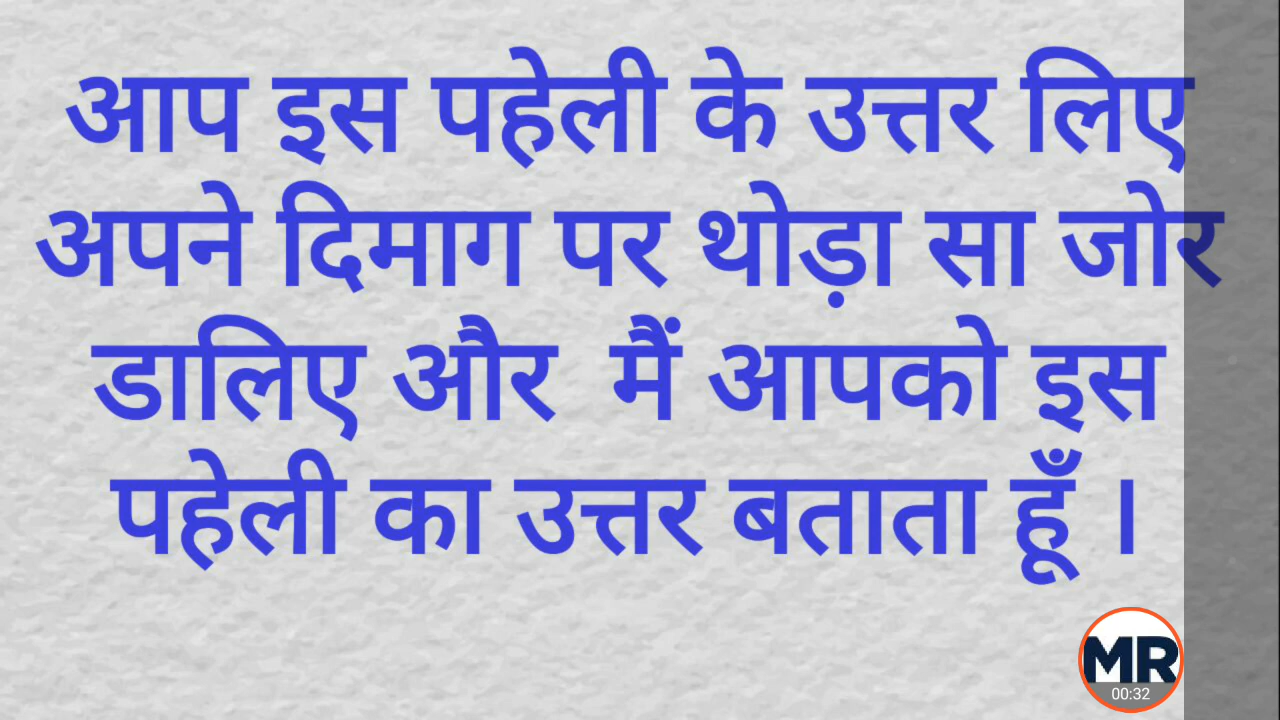 आप इस पहेली के उत्तर लिए
अपने दिमाग पर थोड़ा सा जोर
डालिए और मैं आपको इस
पहेली का उत्तर बताता हूँ ।
MR
00:32